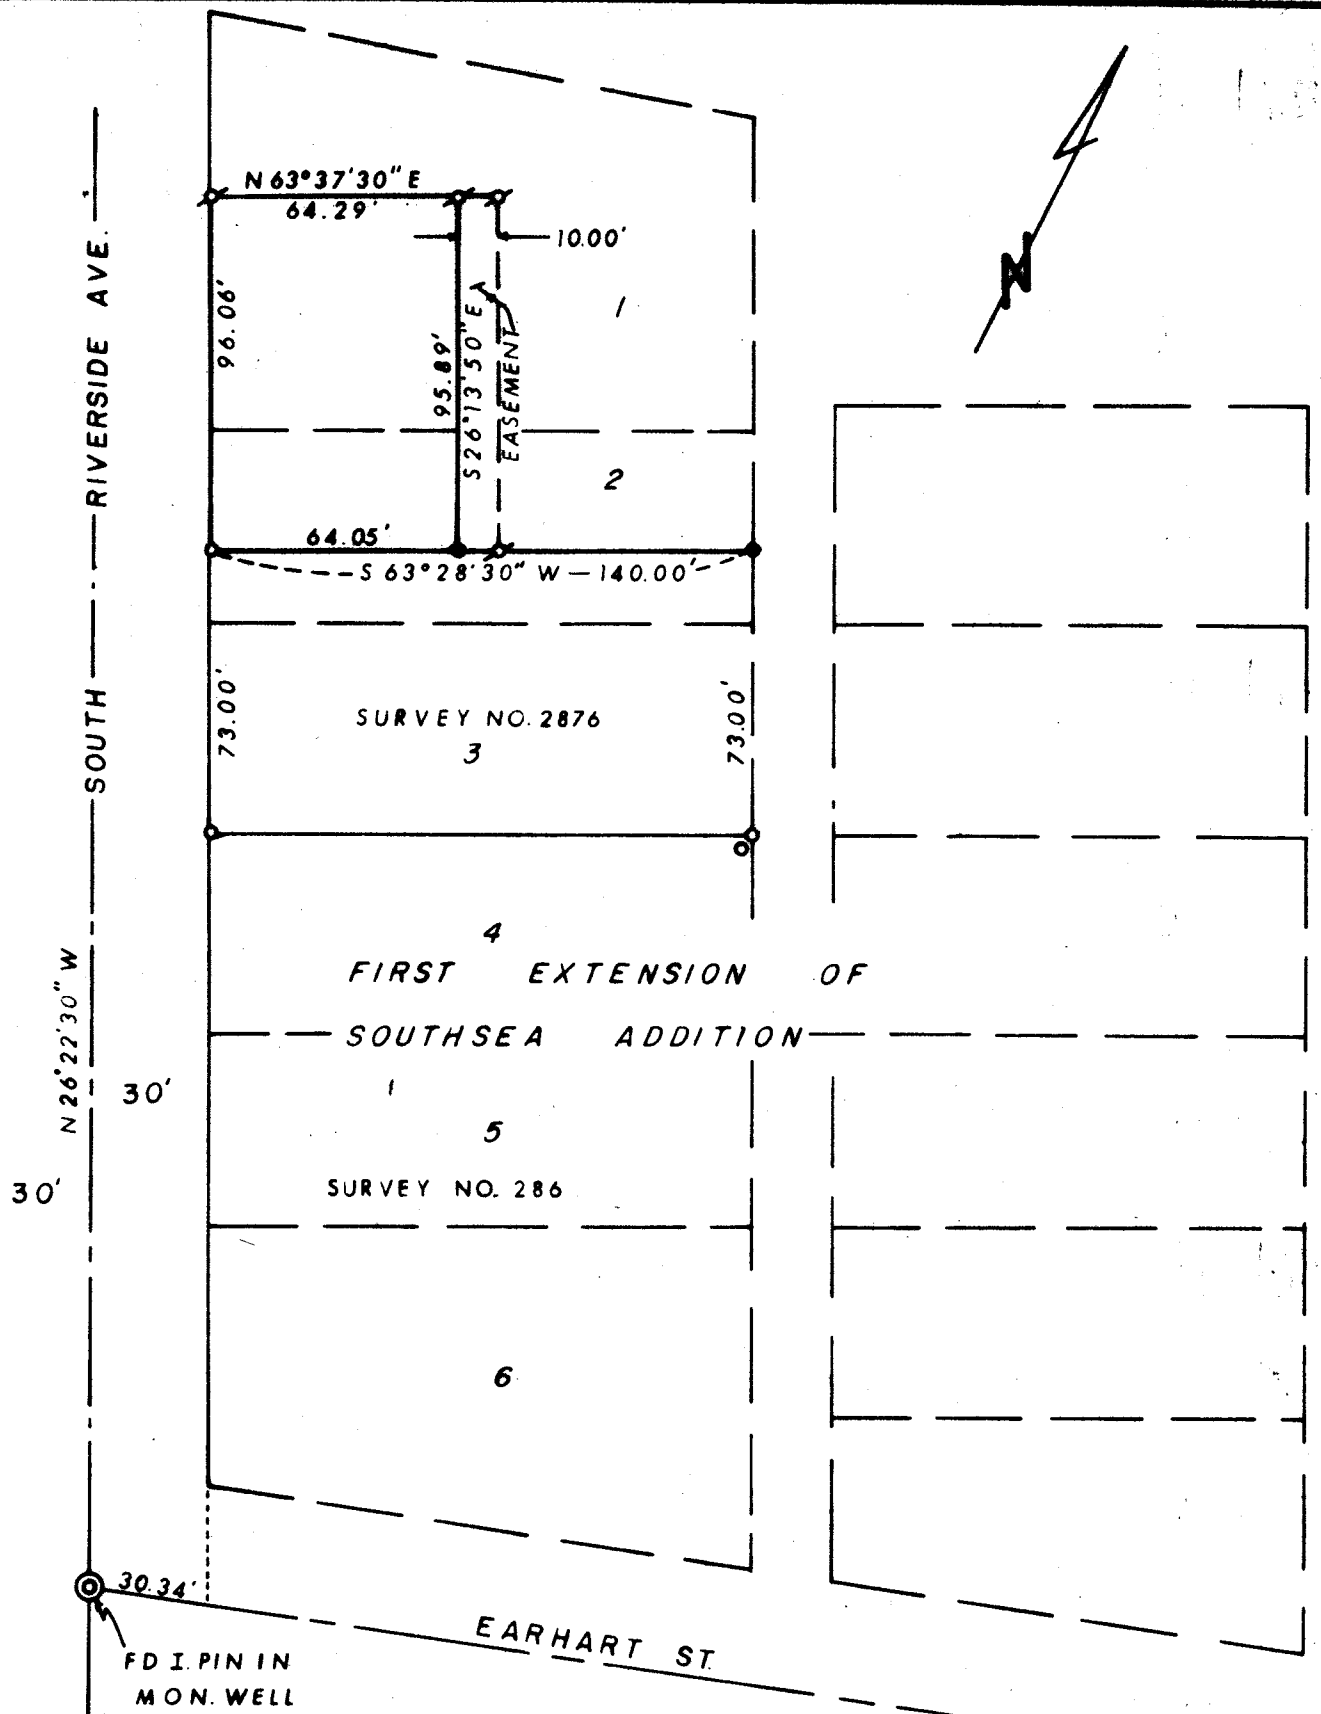 N 63°37'30" E
64.29'
10.00'
N
1
96.06'
95.89'
S 26°13'50" E
EASEMENT
2
64.05'
S 63°28'30" W — 140.00'
SOUTH RIVERSIDE AVE.
73.00'
SURVEY NO. 2876
73.00'
3
4
FIRST EXTENSION OF
SOUTHSEA ADDITION
N 26°22'30" W
30'
5
30'
SURVEY NO. 286
6
30.34'
EARHART ST.
FD I. PIN IN
MON. WELL